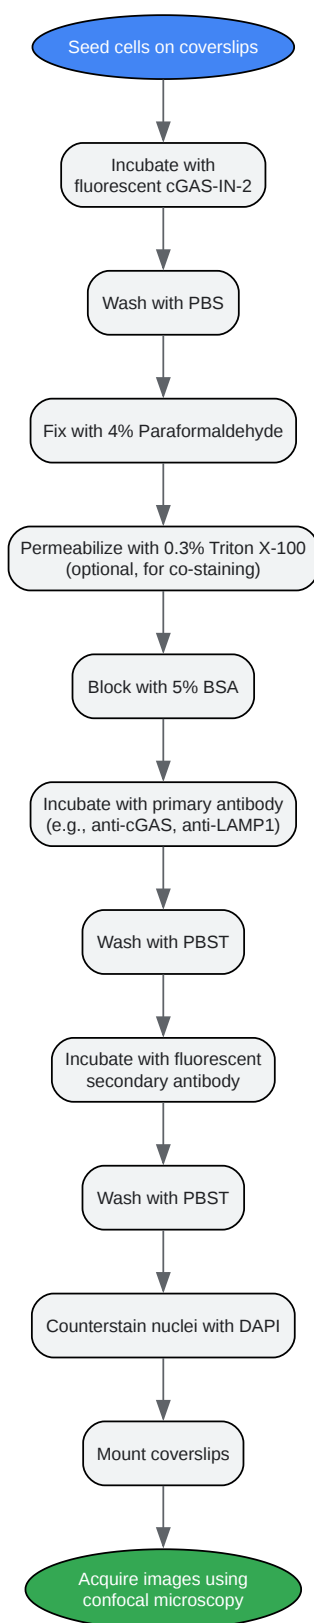 Seed cells on coverslips
Incubate with
fluorescent cGAS-IN-2
Wash with PBS
Fix with 4% Paraformaldehyde
Permeabilize with 0.3% Triton X-100
(optional, for co-staining)
Block with 5% BSA
Incubate with primary antibody
(e.g., anti-cGAS, anti-LAMP1)
Wash with PBST
Incubate with fluorescent
secondary antibody
Wash with PBST
Counterstain nuclei with DAPI
Mount coverslips
Acquire images using
confocal microscopy